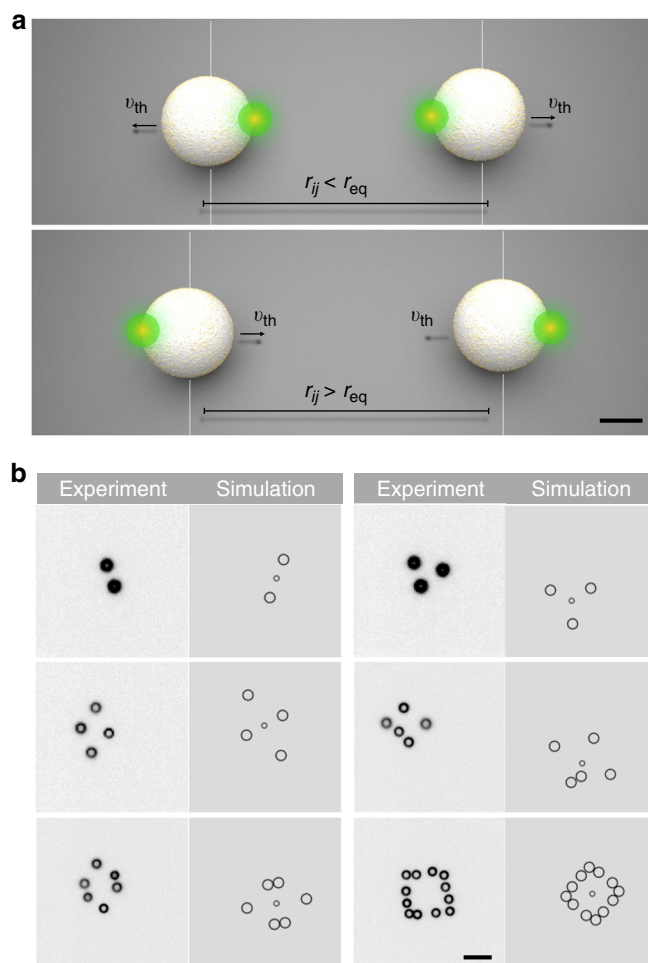 a
υth υth
rij < req
υth υth
rij > req
b
Experiment Simulation Experiment Simulation